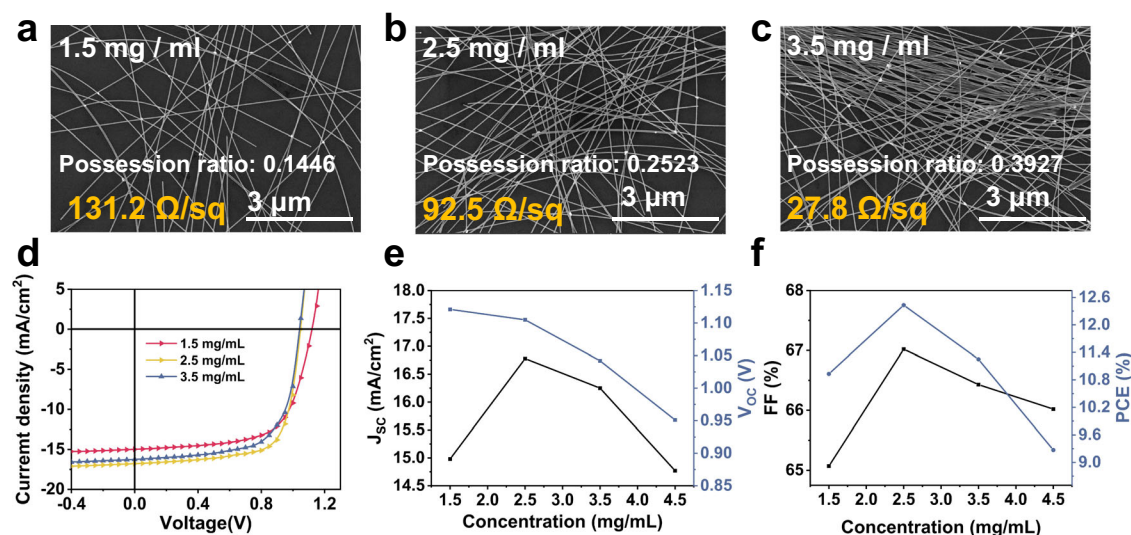 a
1.5 mg / ml
Possession ratio: 0.1446
131.2 Ω/sq
3 μm
b
2.5 mg / ml
Possession ratio: 0.2523
92.5 Ω/sq
3 μm
c
3.5 mg / ml
Possession ratio: 0.3927
27.8 Ω/sq
3 μm
d
Curremt density (mA/cm²)
5
0
-5
-10
-15
-20
1.5 mg/mL
2.5 mg/mL
3.5 mg/mL
-0.4
0.0
0.4
0.8
1.2
Voltage(V)
e
J_SC (mA/cm²)
18.0
17.5
17.0
16.5
16.0
15.5
15.0
14.5
1.15
1.10
1.05
1.00
0.95
0.90
0.85
V_OC (V)
1.5
2.0
2.5
3.0
3.5
4.0
4.5
Concentration (mg/mL)
f
FF (%)
68
67
66
65
12.6
12.0
11.4
10.8
10.2
9.6
9.0
PCE (%)
1.5
2.0
2.5
3.0
3.5
4.0
4.5
Concentration (mg/mL)